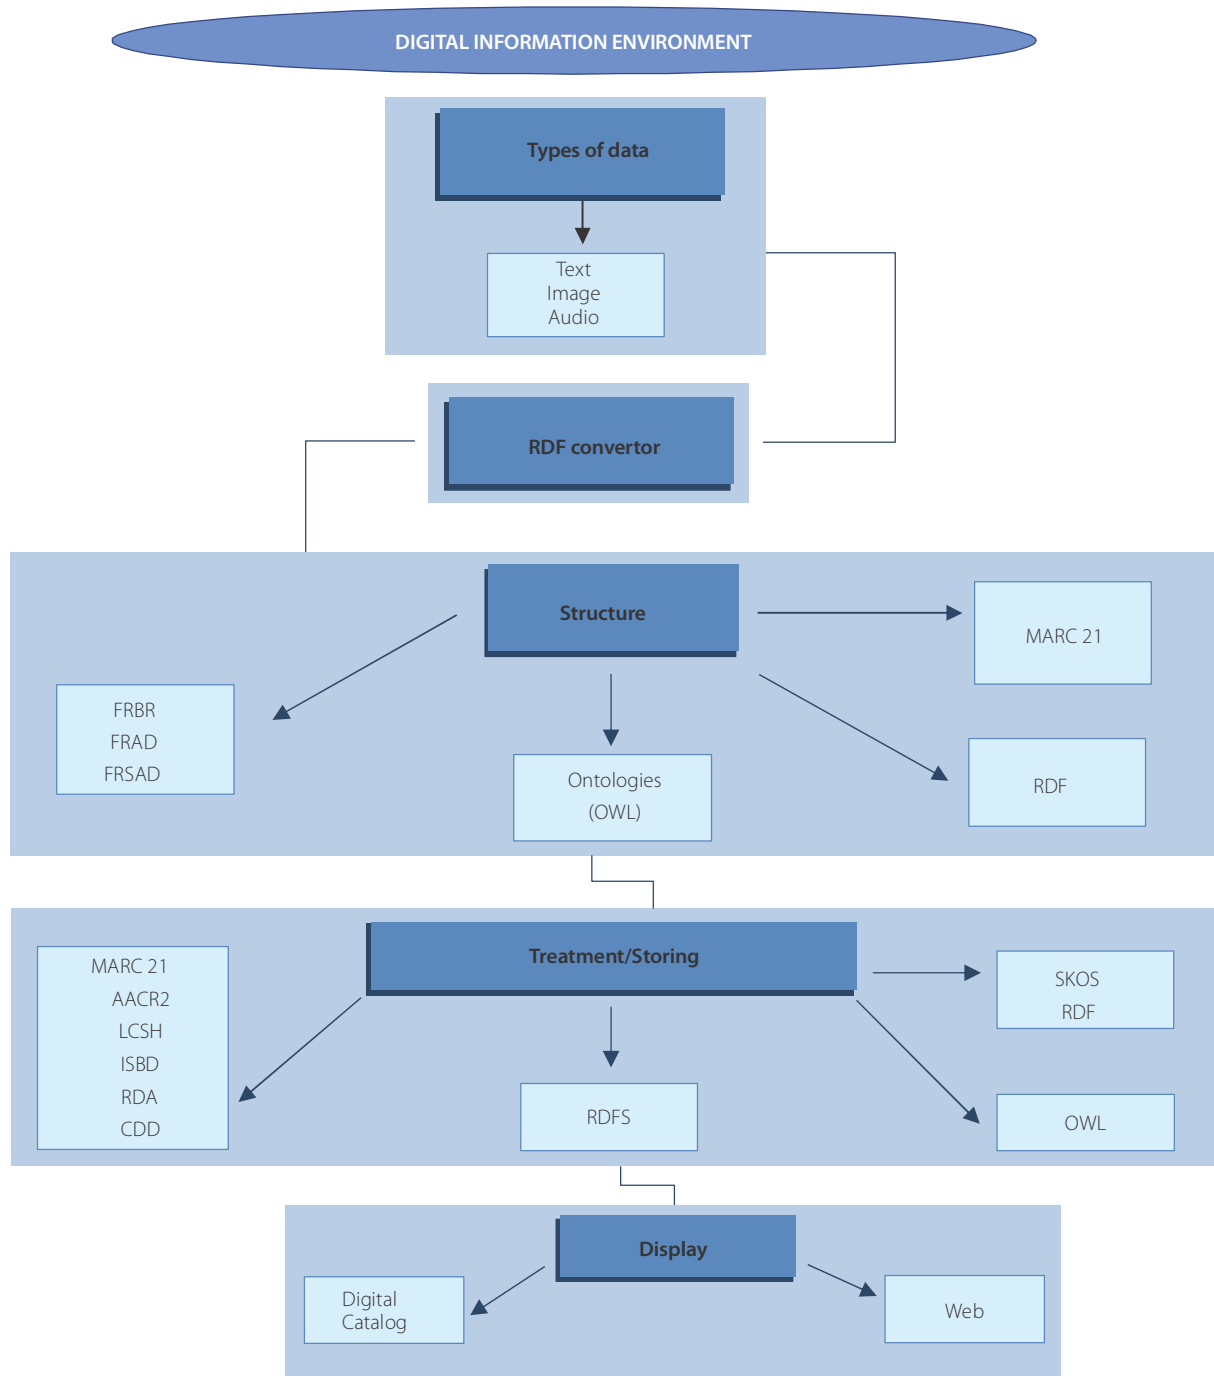 DIGITAL INFORMATION ENVIRONMENT
Types of data
Text
Image
Audio
RDF convertor
Structure
MARC 21
FRBR
FRAD
FRSAD
Ontologies
(OWL)
RDF
Treatment/Storing
MARC 21
AACR2
LCSH
ISBD
RDA
CDD
SKOS
RDF
RDFS
OWL
Display
Digital
Catalog
Web